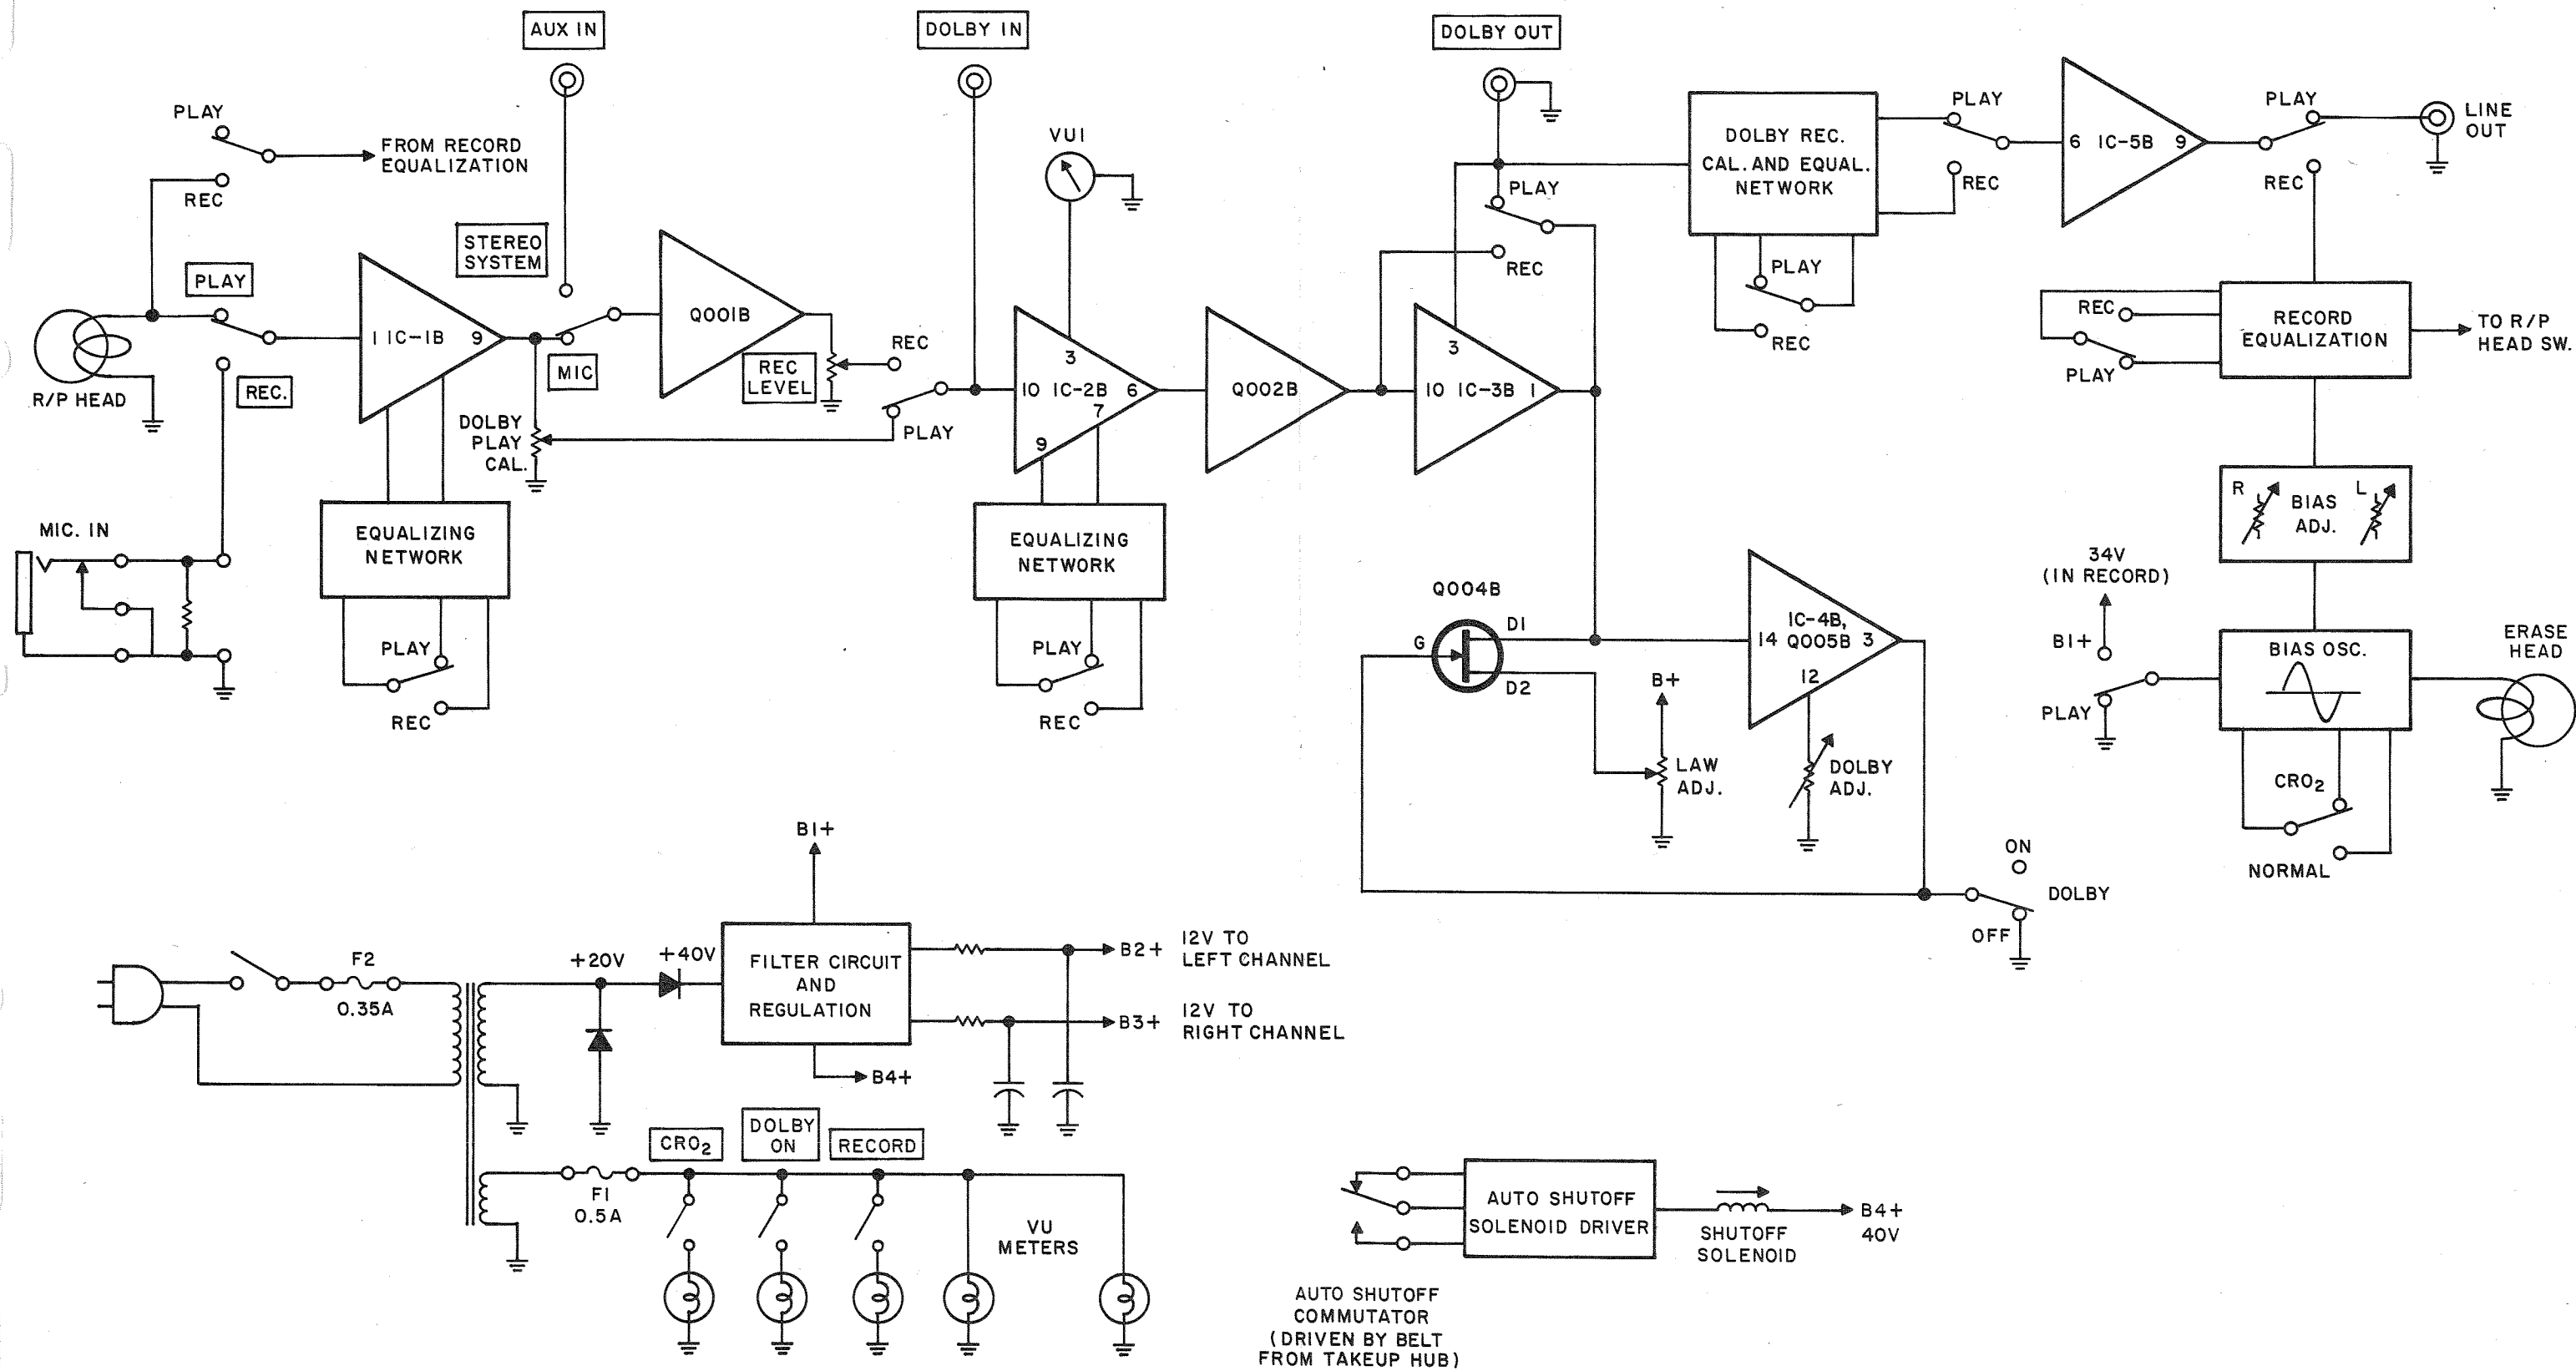 AUX IN
DOLBY IN
DOLBY OUT
PLAY
FROM RECORD
EQUALIZATION
REC
PLAY
REC.
R/P HEAD
MIC. IN
1 IC-1B 9
EQUALIZING
NETWORK
PLAY
REC
STEREO
SYSTEM
MIC
DOLBY
PLAY
CAL.
Q001B
REC
LEVEL
REC
PLAY
VU1
3
10 IC-2B 6
7
9
EQUALIZING
NETWORK
PLAY
REC
Q002B
PLAY
REC
3
10 IC-3B 1
DOLBY REC.
CAL. AND EQUAL.
NETWORK
PLAY
REC
PLAY
REC
6 IC-5B 9
PLAY
REC
LINE
OUT
REC
PLAY
RECORD
EQUALIZATION
TO R/P
HEAD SW.
R
L
BIAS
ADJ.
34V
(IN RECORD)
B1+
PLAY
BIAS OSC.
ERASE
HEAD
CRO2
NORMAL
Q004B
G
D1
D2
B+
LAW
ADJ.
IC-4B,
14 Q005B 3
12
DOLBY
ADJ.
ON
DOLBY
OFF
B1+
F2
0.35A
+20V
+40V
FILTER CIRCUIT
AND
REGULATION
B2+
12V TO
LEFT CHANNEL
B3+
12V TO
RIGHT CHANNEL
B4+
F1
0.5A
CRO2
DOLBY
ON
RECORD
VU
METERS
AUTO SHUTOFF
SOLENOID DRIVER
SHUTOFF
SOLENOID
B4+
40V
AUTO SHUTOFF
COMMUTATOR
(DRIVEN BY BELT
FROM TAKEUP HUB)